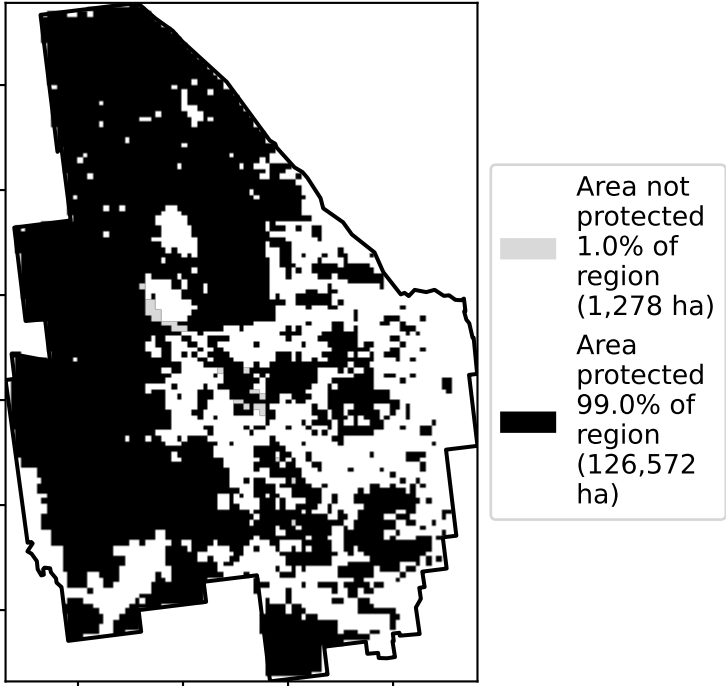 Area not
protected
1.0% of
region
(1,278 ha)
Area
protected
99.0% of
region
(126,572
ha)